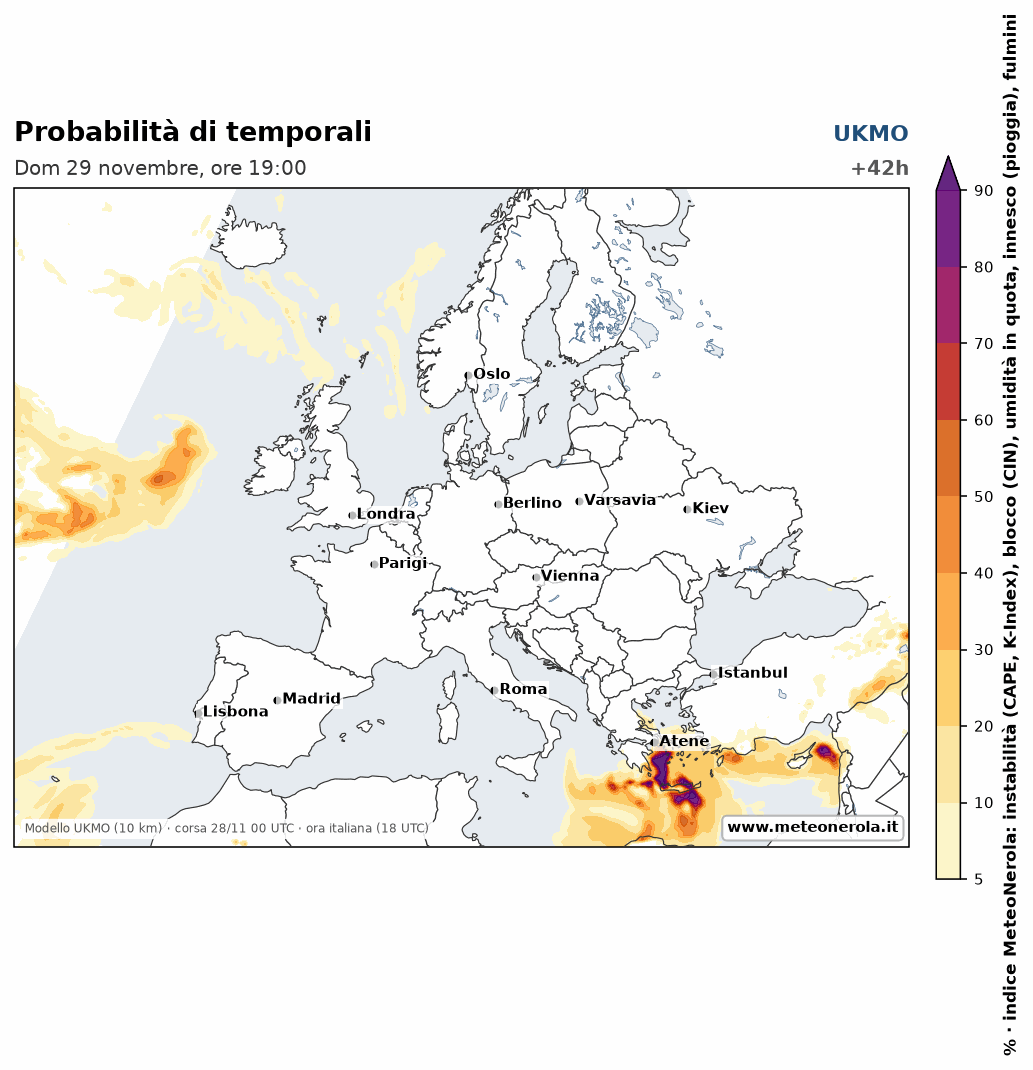 Probabilità di temporali
UKMO
Dom 29 novembre, ore 19:00
+42h
Oslo
Berlino
Varsavia
Kiev
Londra
Parigi
Vienna
Istanbul
Roma
Madrid
Lisbona
Atene
Modello UKMO (10 km) · corsa 28/11 00 UTC · ora italiana (18 UTC)
www.meteonerola.it
90
80
70
60
50
40
30
20
10
5
% · indice MeteoNerola: instabilità (CAPE, K-Index), blocco (CIN), umidità in quota, innesco (pioggia), fulmini